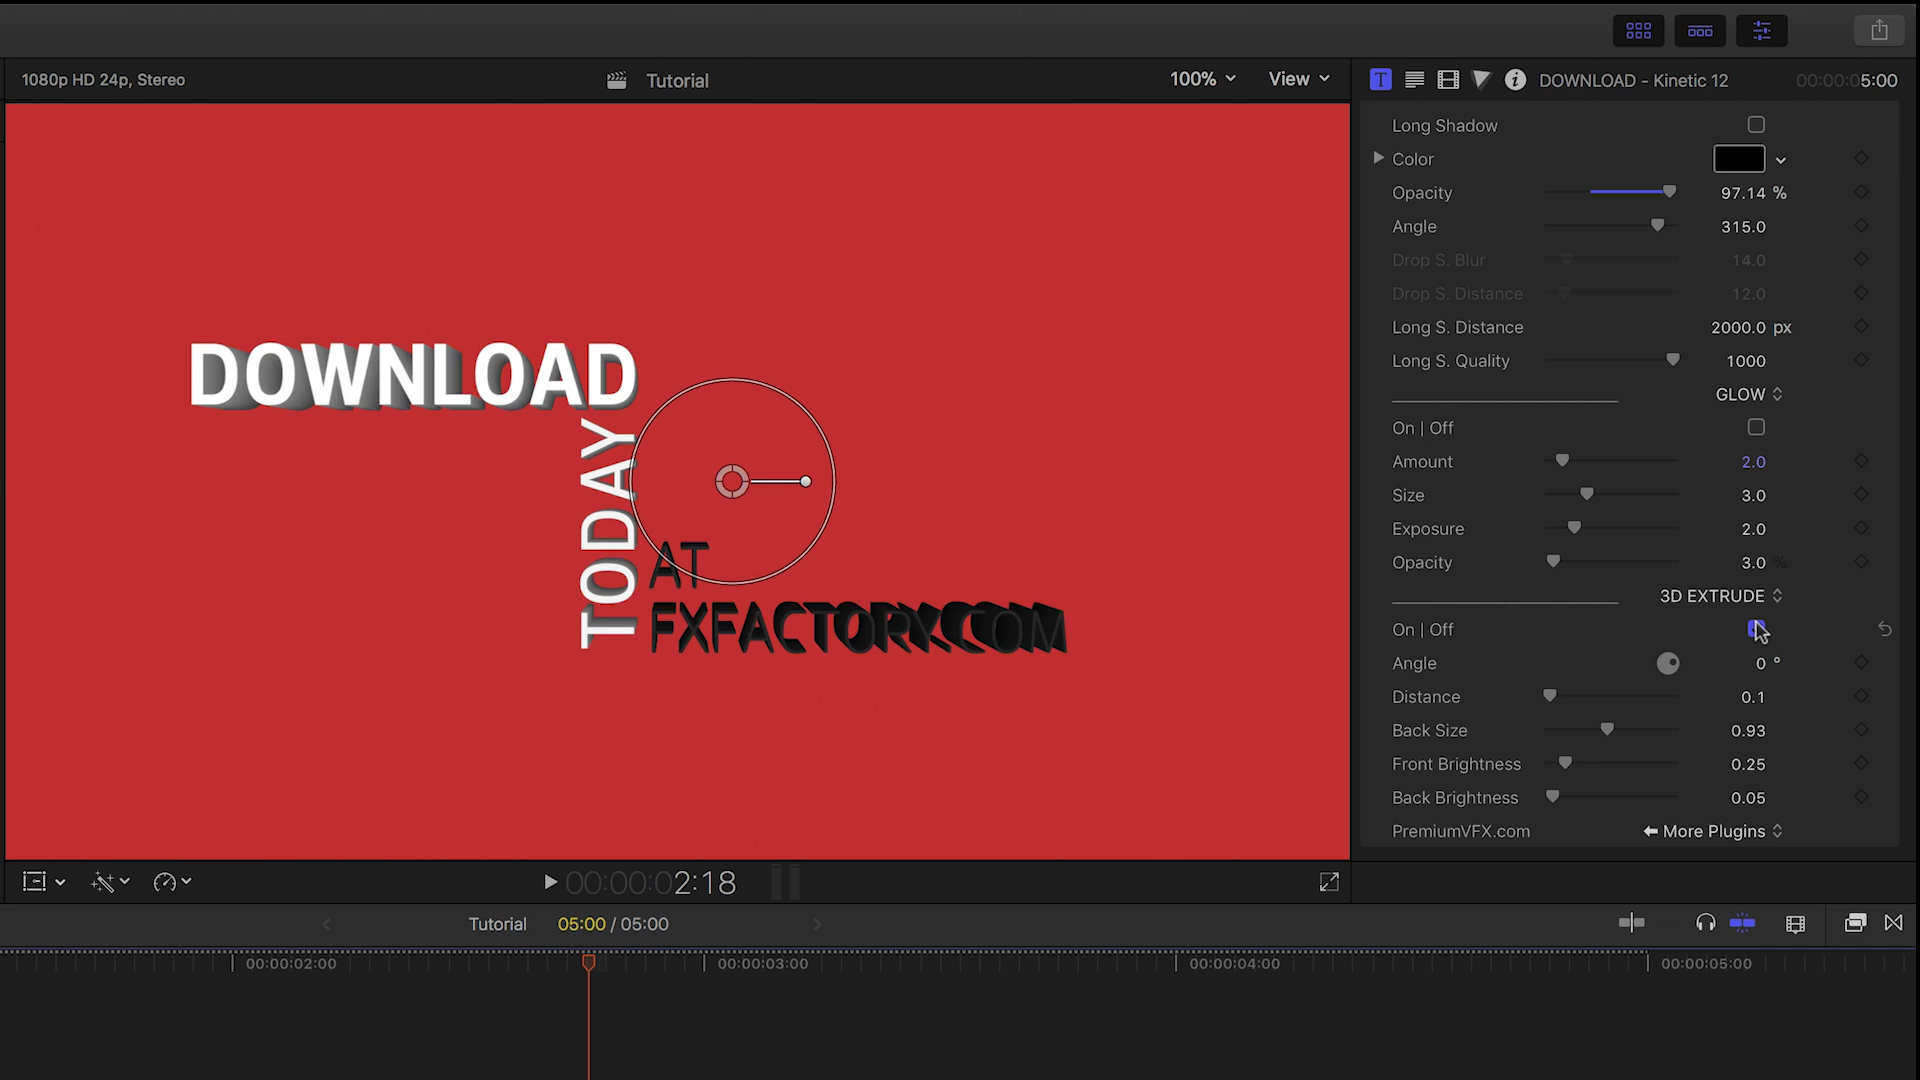 1080p HD 24p, Stereo
Tutorial
100%
View
T
i
DOWNLOAD - Kinetic 12
00:00:05:00
Long Shadow
Color
Opacity
97.14 %
Angle
315.0
Drop S. Blur
14.0
Drop S. Distance
12.0
Long S. Distance
2000.0 px
Long S. Quality
1000
GLOW
On | Off
Amount
2.0
Size
3.0
Exposure
2.0
Opacity
3.0 %
3D EXTRUDE
On | Off
Angle
0 °
Distance
0.1
Back Size
0.93
Front Brightness
0.25
Back Brightness
0.05
PremiumVFX.com
More Plugins
DOWNLOAD
TODAY
AT
FXFACTORY.COM
00:00:02:18
Tutorial
05:00 / 05:00
00:00:02:00
00:00:03:00
00:00:04:00
00:00:05:00